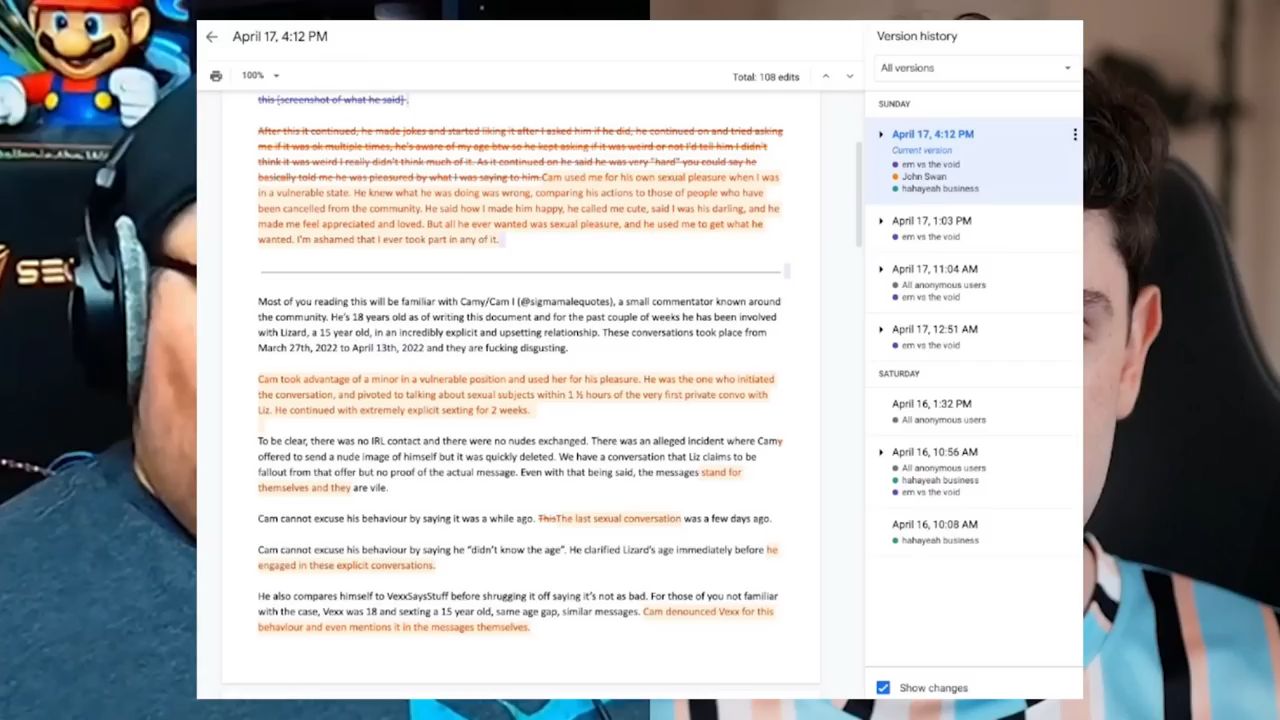 April 17, 4:12 PM
100%
Total: 108 edits
this [screenshot of what he said].
After this it continued, he made jokes and started liking it after I asked him if he did, he continued on and tried asking
me if it was ok multiple times, he's aware of my age btw so he kept asking if it was weird or not I'd tell him I didn't
think it was weird I really didn't think much of it. As it continued on he said he was very "hard" you could say he
basically told me he was pleasured by what I was saying to him.Cam used me for his own sexual pleasure when I was
in a vulnerable state. He knew what he was doing was wrong, comparing his actions to those of people who have
been cancelled from the community. He said how I made him happy, he called me cute, said I was his darling, and he
made me feel appreciated and loved. But all he ever wanted was sexual pleasure, and he used me to get what he
wanted. I'm ashamed that I ever took part in any of it.
Most of you reading this will be familiar with Camy/Cam I (@sigmamalequotes), a small commentator known around
the community. He's 18 years old as of writing this document and for the past couple of weeks he has been involved
with Lizard, a 15 year old, in an incredibly explicit and upsetting relationship. These conversations took place from
March 27th, 2022 to April 13th, 2022 and they are fucking disgusting.
Cam took advantage of a minor in a vulnerable position and used her for his pleasure. He was the one who initiated
the conversation, and pivoted to talking about sexual subjects within 1 ½ hours of the very first private convo with
Liz. He continued with extremely explicit sexting for 2 weeks.
To be clear, there was no IRL contact and there were no nudes exchanged. There was an alleged incident where Camy
offered to send a nude image of himself but it was quickly deleted. We have a conversation that Liz claims to be
fallout from that offer but no proof of the actual message. Even with that being said, the messages stand for
themselves and they are vile.
Cam cannot excuse his behaviour by saying it was a while ago. ThisThe last sexual conversation was a few days ago.
Cam cannot excuse his behaviour by saying he "didn't know the age". He clarified Lizard's age immediately before he
engaged in these explicit conversations.
He also compares himself to VexxSaysStuff before shrugging it off saying it's not as bad. For those of you not familiar
with the case, Vexx was 18 and sexting a 15 year old, same age gap, similar messages. Cam denounced Vexx for this
behaviour and even mentions it in the messages themselves.
Version history
All versions
SUNDAY
April 17, 4:12 PM
Current version
em vs the void
John Swan
hahayeah business
April 17, 1:03 PM
em vs the void
April 17, 11:04 AM
All anonymous users
em vs the void
April 17, 12:51 AM
em vs the void
SATURDAY
April 16, 1:32 PM
All anonymous users
April 16, 10:56 AM
All anonymous users
hahayeah business
em vs the void
April 16, 10:08 AM
hahayeah business
Show changes